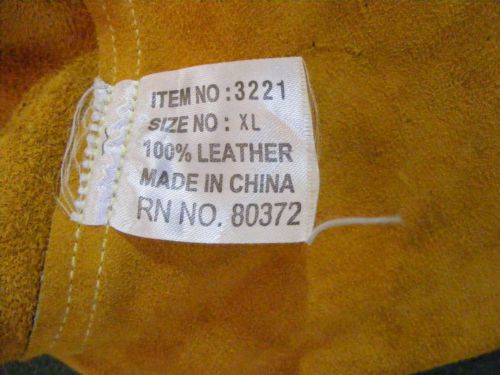 ITEM NO : 3221
SIZE NO : XL
100% LEATHER
MADE IN CHINA
RN NO. 80372